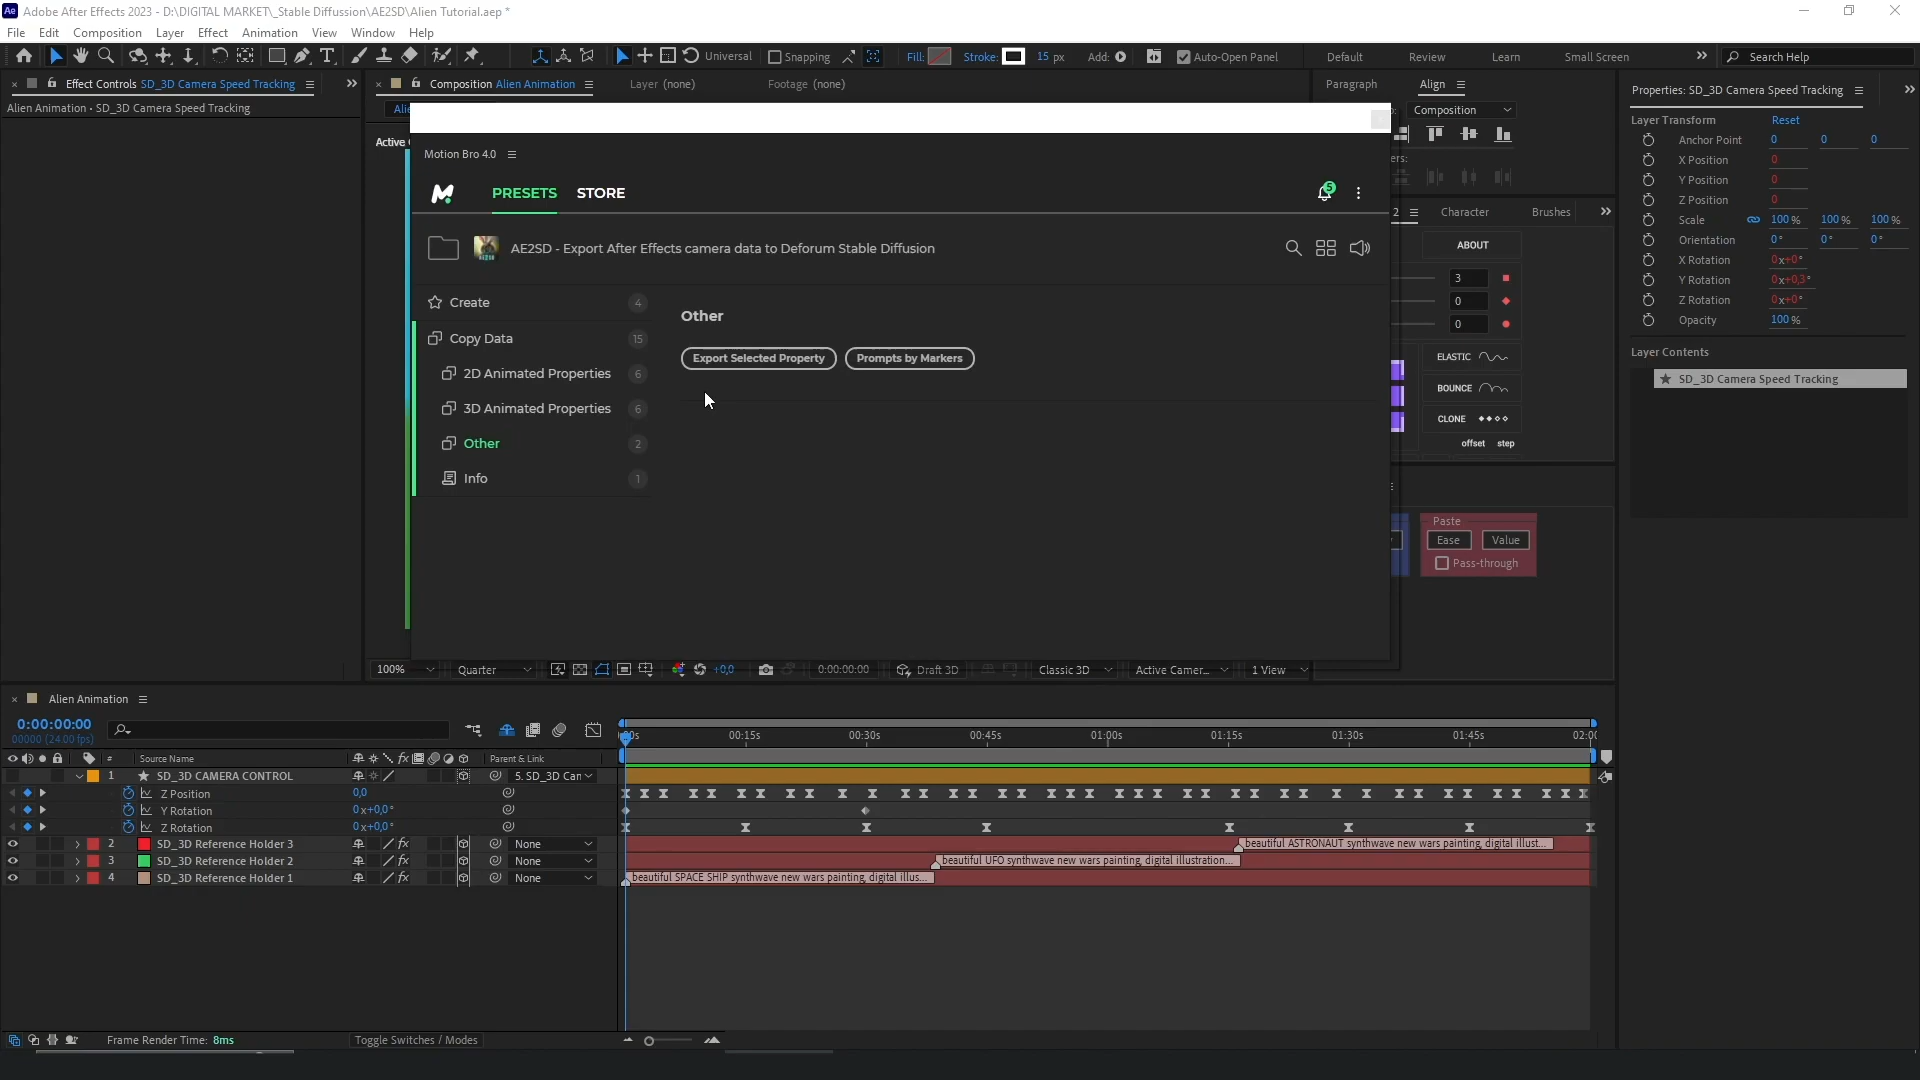 Ae Adobe After Effects 2023 - D:\DIGITAL MARKET\_Stable Diffussion\AE2SD\Alien Tutorial.aep *
File Edit Composition Layer Effect Animation View Window Help
Universal Snapping Fill: Stroke: 15 px Add: Auto-Open Panel Default Review Learn Small Screen Search Help
Effect Controls SD_3D Camera Speed Tracking Composition Alien Animation Layer (none) Footage (none) Paragraph Align Properties: SD_3D Camera Speed Tracking
Alien Animation • SD_3D Camera Speed Tracking
Composition
Layer Transform Reset
Anchor Point 0 0 0
X Position 0
Y Position 0
Z Position 0
Scale 100% 100% 100%
Orientation 0° 0° 0°
X Rotation 0x+0°
Y Rotation 0x+0,3°
Z Rotation 0x+0°
Opacity 100%
Layer Contents
SD_3D Camera Speed Tracking
Motion Bro 4.0
PRESETS STORE 5
AE2SD - Export After Effects camera data to Deforum Stable Diffusion
Create 4
Copy Data 15
2D Animated Properties 6
3D Animated Properties 6
Other 2
Info 1
Other
Export Selected Property Prompts by Markers
2 Character Brushes
ABOUT
3
0
0
ELASTIC
BOUNCE
CLONE
offset step
Paste
Ease Value
Pass-through
100% Quarter +0,0 0:00:00:00 Draft 3D Classic 3D Active Camer... 1 View
Alien Animation
0:00:00:00
00000 (24.00 fps)
00:15s 00:30s 00:45s 01:00s 01:15s 01:30s 01:45s
# Source Name fx Parent & Link
1 SD_3D CAMERA CONTROL 5. SD_3D Can
Z Position 0,0
Y Rotation 0x+0,0°
Z Rotation 0x+0,0°
2 SD_3D Reference Holder 3 fx None beautiful ASTRONAUT synthwave new wars painting, digital illust...
3 SD_3D Reference Holder 2 fx None beautiful UFO synthwave new wars painting, digital illustration...
4 SD_3D Reference Holder 1 fx None beautiful SPACE SHIP synthwave new wars painting, digital illus...
Frame Render Time: 8ms Toggle Switches / Modes